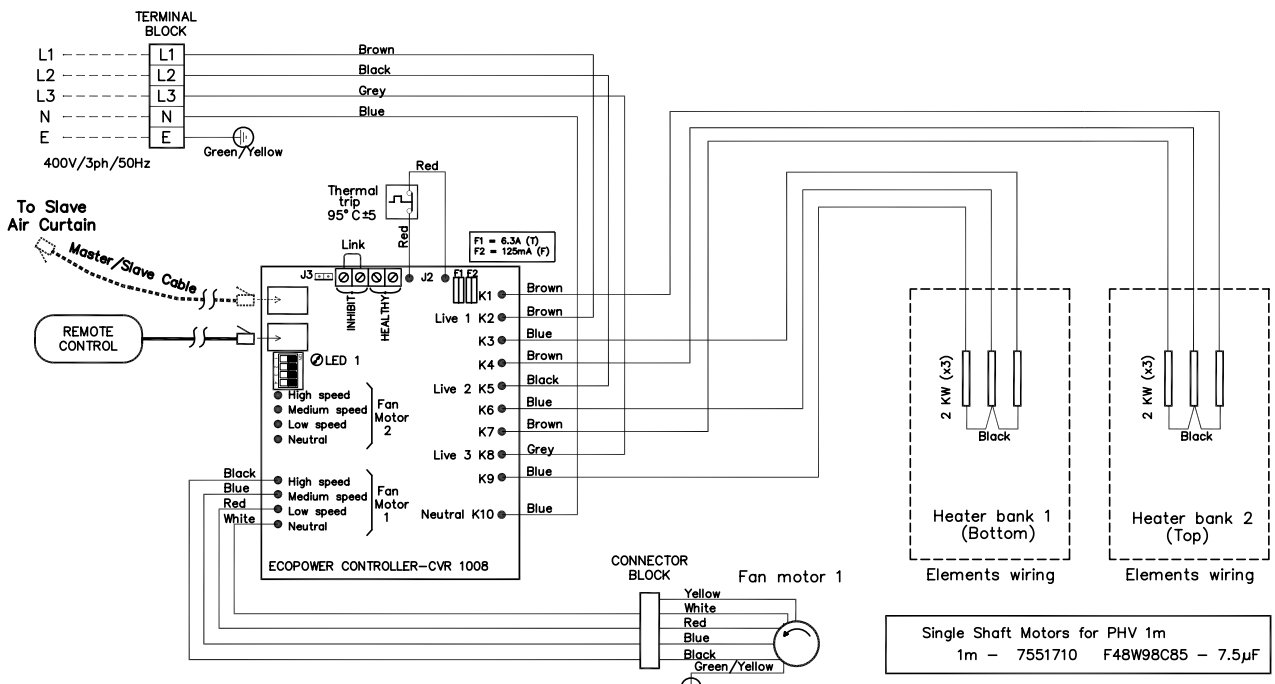 TERMINAL
BLOCK
L1
L1
Brown
L2
L2
Black
L3
L3
Grey
N
N
Blue
E
E
Green/Yellow
400V/3ph/50Hz
To Slave
Air Curtain
Master/Slave Cable
REMOTE
CONTROL
Thermal
trip
95°C±5
Red
Red
Link
F1 = 6.3A (T)
F2 = 125mA (F)
J3
J2
F1 F2
INHIBIT
HEALTHY
LED 1
K1
Brown
Live 1 K2
Brown
K3
Blue
K4
Brown
Live 2 K5
Black
K6
Blue
K7
Brown
Live 3 K8
Grey
K9
Blue
Neutral K10
Blue
High speed
Medium speed
Low speed
Neutral
Fan
Motor
2
Black
Blue
Red
White
High speed
Medium speed
Low speed
Neutral
Fan
Motor
1
ECOPOWER CONTROLLER-CVR 1008
CONNECTOR
BLOCK
Fan motor 1
Yellow
White
Red
Blue
Black
Green/Yellow
2 KW (x3)
Black
Heater bank 1
(Bottom)
Elements wiring
2 KW (x3)
Black
Heater bank 2
(Top)
Elements wiring
Single Shaft Motors for PHV 1m
1m – 7551710 F48W98C85 – 7.5µF